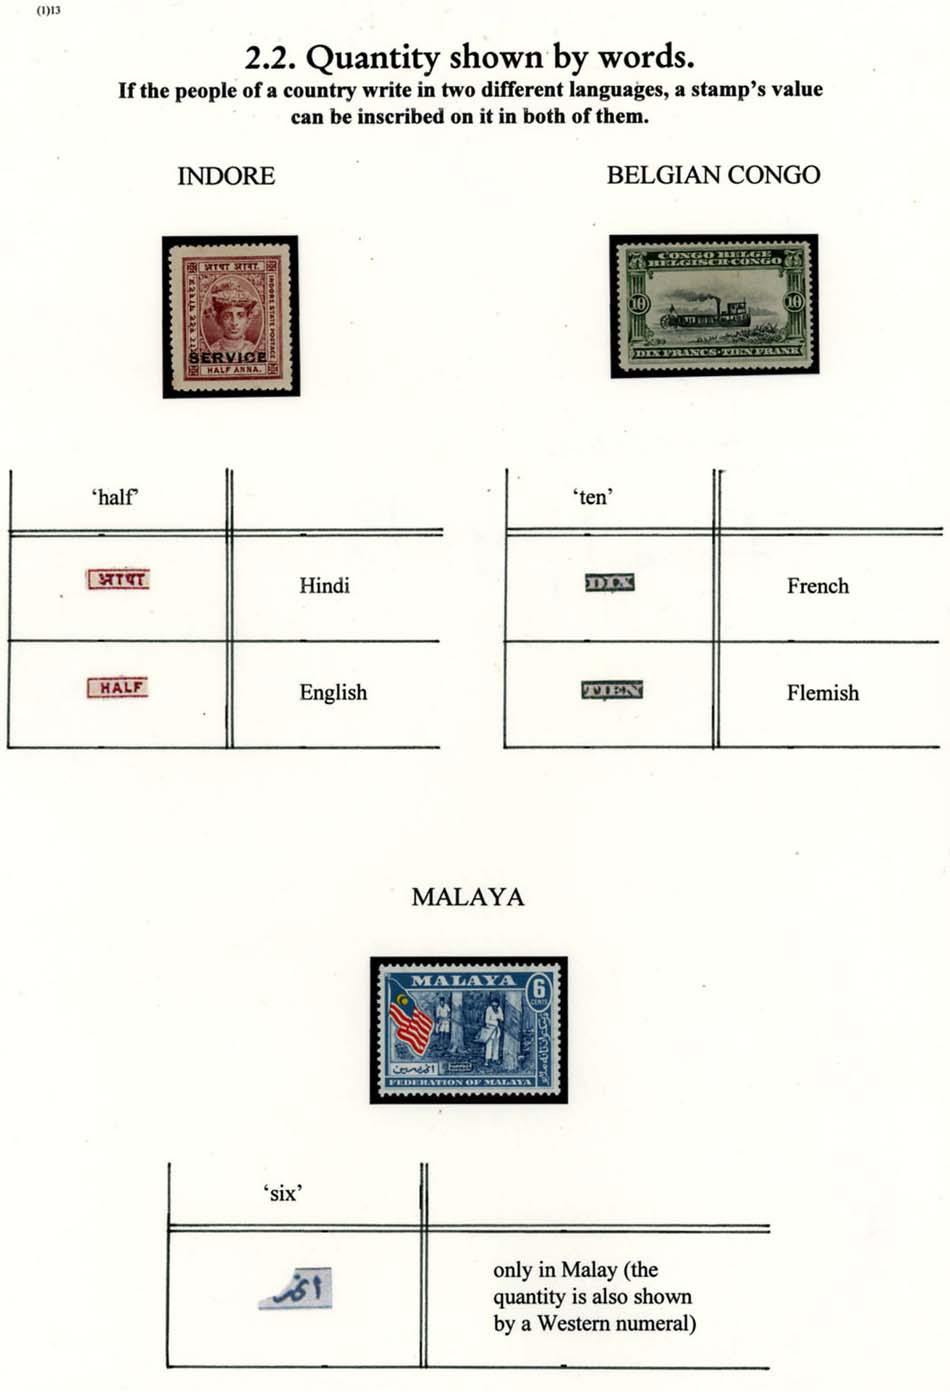 (1)13
2.2. Quantity shown by words.
If the people of a country write in two different languages, a stamp's value
can be inscribed on it in both of them.
INDORE
BELGIAN CONGO
आधा आना
INDORE STATE POSTAGE
SERVICE
HALF ANNA.
CONGO BELGE
BELGISCH-CONGO
10
10
DIX FRANCS·TIEN FRANK
'half'
आधा
Hindi
HALF
English
'ten'
DIX
French
TIEN
Flemish
MALAYA
MALAYA
6
CENTS
FEDERATION OF MALAYA
'six'
only in Malay (the
quantity is also shown
by a Western numeral)